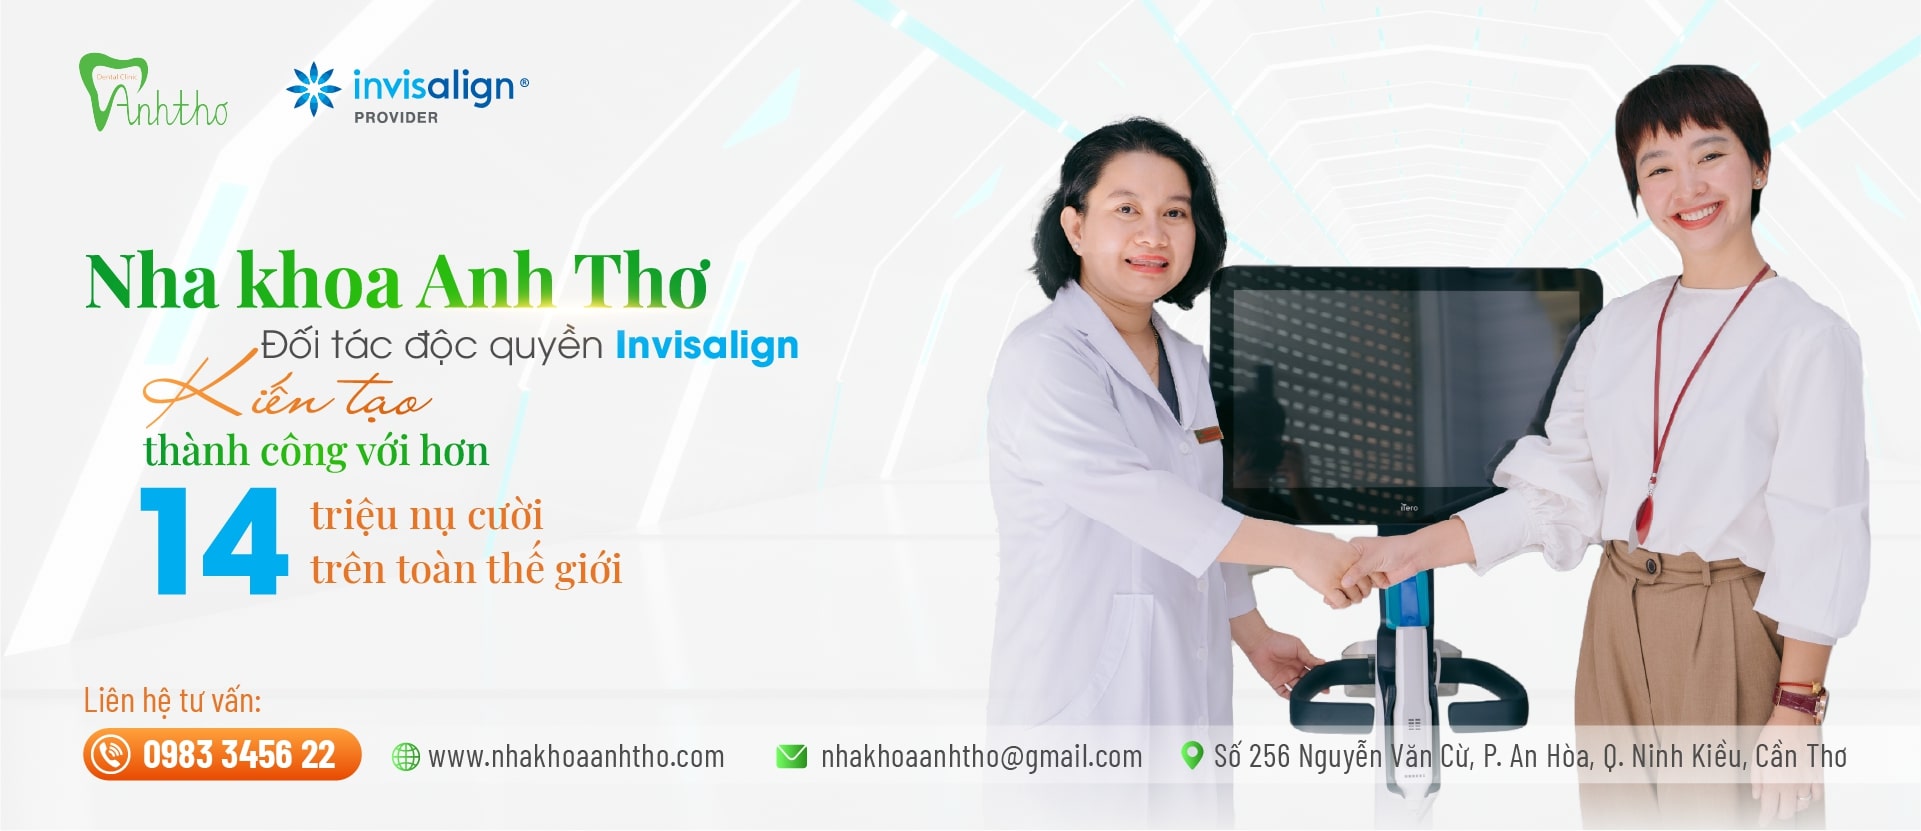 Dental Clinic
Anhthơ
invisalign®
PROVIDER
Nha khoa Anh Thơ
Đối tác độc quyền Invisalign
Kiến tạo
thành công với hơn
14 triệu nụ cười
trên toàn thế giới
iTero
Liên hệ tư vấn:
0983 3456 22
www.nhakhoaanhtho.com
nhakhoaanhtho@gmail.com
Số 256 Nguyễn Văn Cừ, P. An Hòa, Q. Ninh Kiều, Cần Thơ